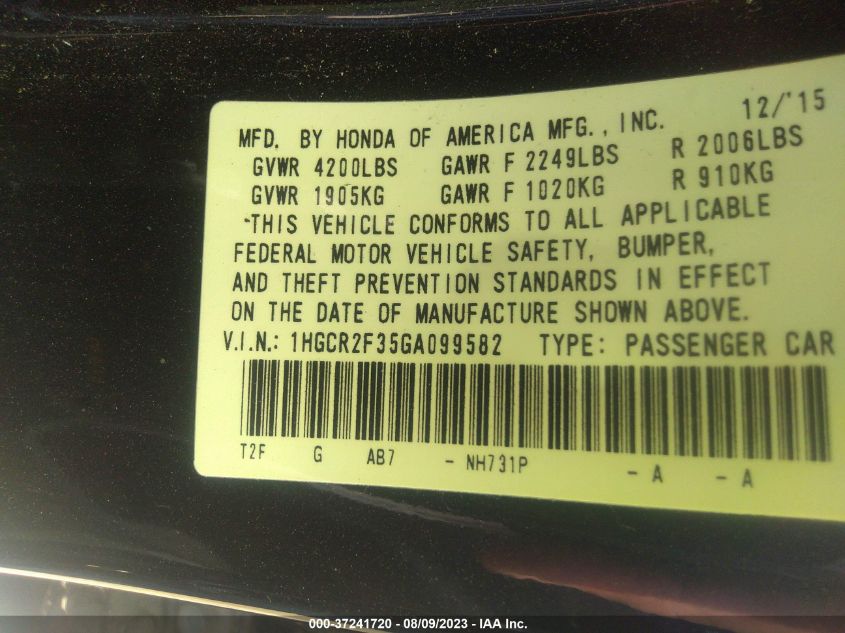 12/'15
MFD. BY HONDA OF AMERICA MFG., INC.
GVWR 4200LBS GAWR F 2249LBS R 2006LBS
GVWR 1905KG GAWR F 1020KG R 910KG
THIS VEHICLE CONFORMS TO ALL APPLICABLE
FEDERAL MOTOR VEHICLE SAFETY, BUMPER,
AND THEFT PREVENTION STANDARDS IN EFFECT
ON THE DATE OF MANUFACTURE SHOWN ABOVE.
V.I.N.: 1HGCR2F35GA099582 TYPE: PASSENGER CAR
T2F G AB7 - NH731P - A - A
000-37241720 - 08/09/2023 - IAA Inc.